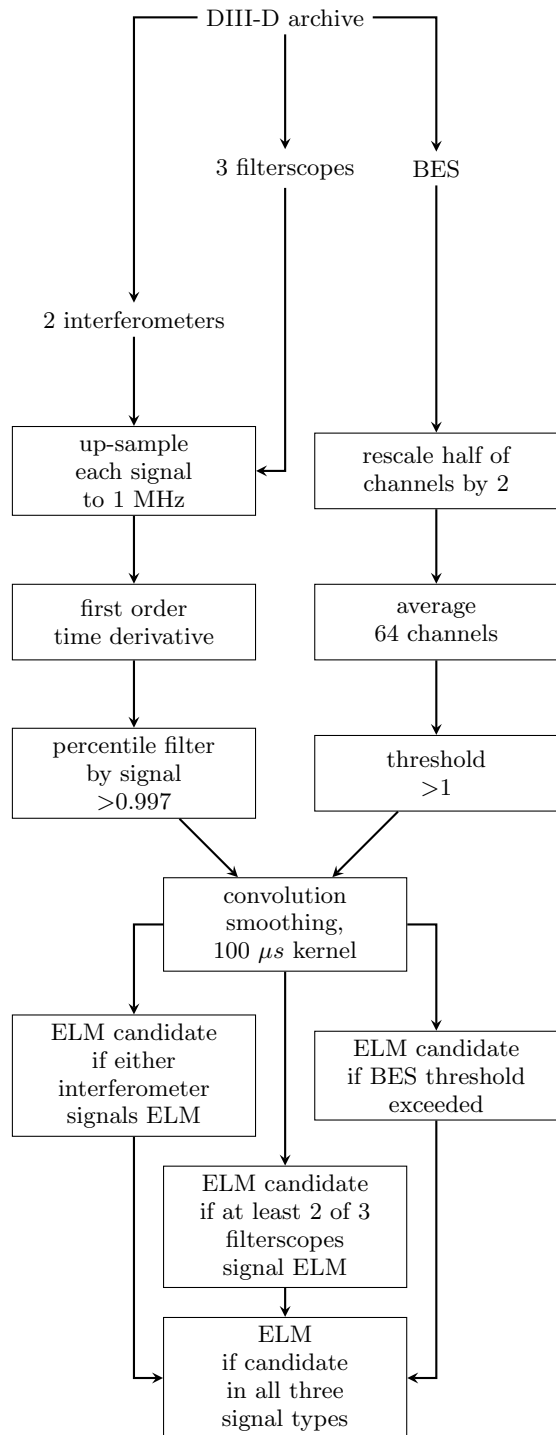 DIII-D archive
3 filterscopes
BES
2 interferometers
up-sample
each signal
to 1 MHz
rescale half of
channels by 2
first order
time derivative
average
64 channels
percentile filter
by signal
>0.997
threshold
>1
convolution
smoothing,
100 μs kernel
ELM candidate
if either
interferometer
signals ELM
ELM candidate
if BES threshold
exceeded
ELM candidate
if at least 2 of 3
filterscopes
signal ELM
ELM
if candidate
in all three
signal types